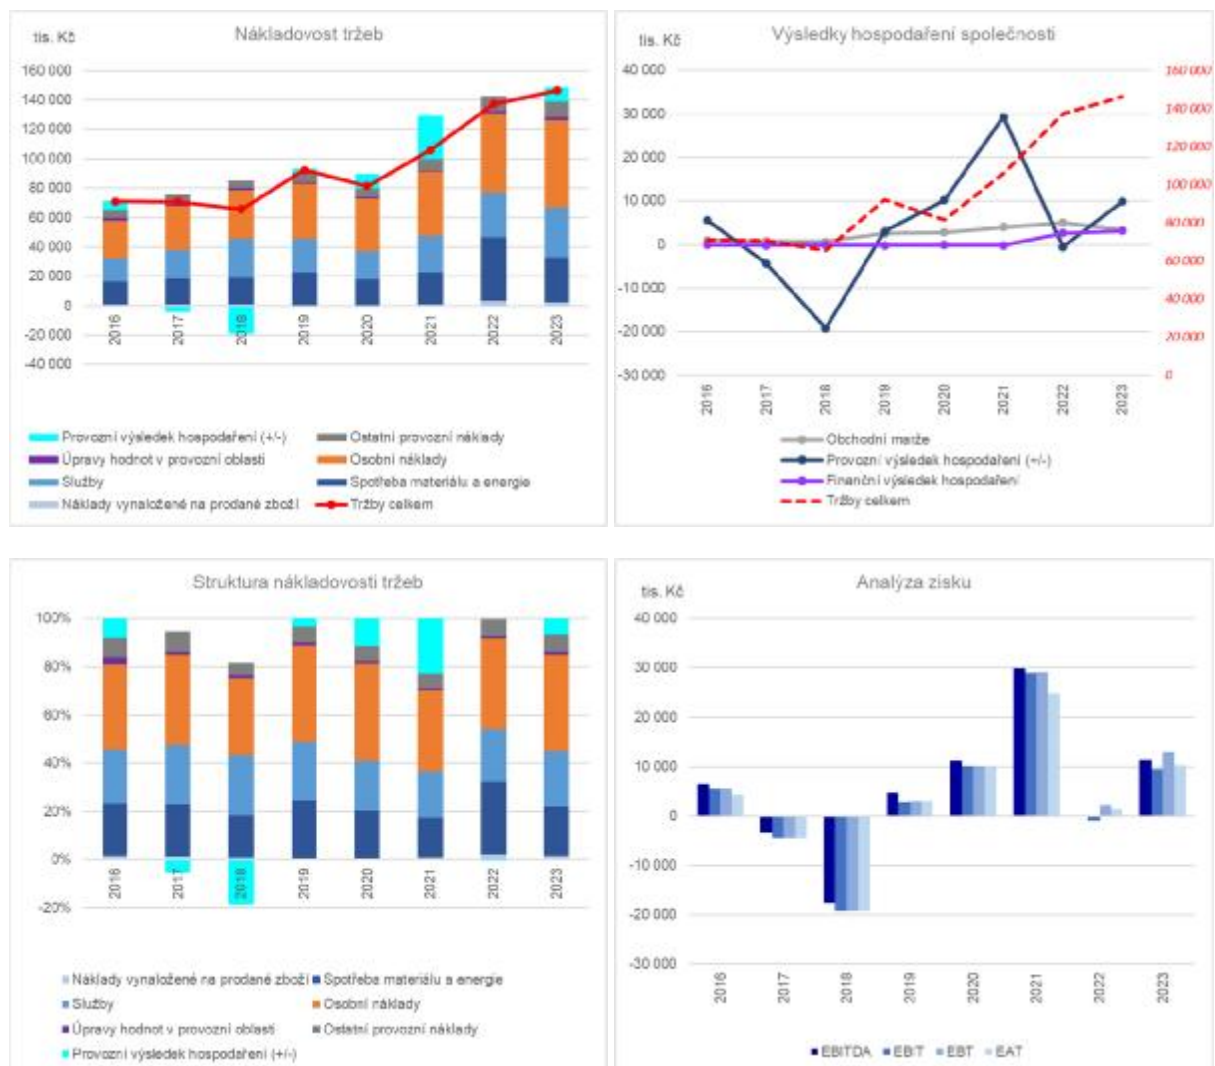 Nákladovost tržeb
tis. Kč
160 000
140 000
120 000
100 000
80 000
60 000
40 000
20 000
0
-20 000
-40 000
2016 2017 2018 2019 2020 2021 2022 2023
Provozní výsledek hospodaření (+/-) Ostatní provozní náklady
Úpravy hodnot v provozní oblasti Osobní náklady
Služby Spotřeba materiálu a energie
Náklady vynaložené na prodané zboží Tržby celkem
Výsledky hospodaření společnosti
tis. Kč
40 000
30 000
20 000
10 000
0
-10 000
-20 000
-30 000
160 000
140 000
120 000
100 000
80 000
60 000
40 000
20 000
0
2016 2017 2018 2019 2020 2021 2022 2023
Obchodní marže
Provozní výsledek hospodaření (+/-)
Finanční výsledek hospodaření
Tržby celkem
Struktura nákladovosti tržeb
100%
80%
60%
40%
20%
0%
-20%
2016 2017 2018 2019 2020 2021 2022 2023
Náklady vynaložené na prodané zboží Spotřeba materiálu a energie
Služby Osobní náklady
Úpravy hodnot v provozní oblasti Ostatní provozní náklady
Provozní výsledek hospodaření (+/-)
Analýza zisku
tis. Kč
40 000
30 000
20 000
10 000
0
-10 000
-20 000
-30 000
2016 2017 2018 2019 2020 2021 2022 2023
EBITDA EBIT EBT EAT